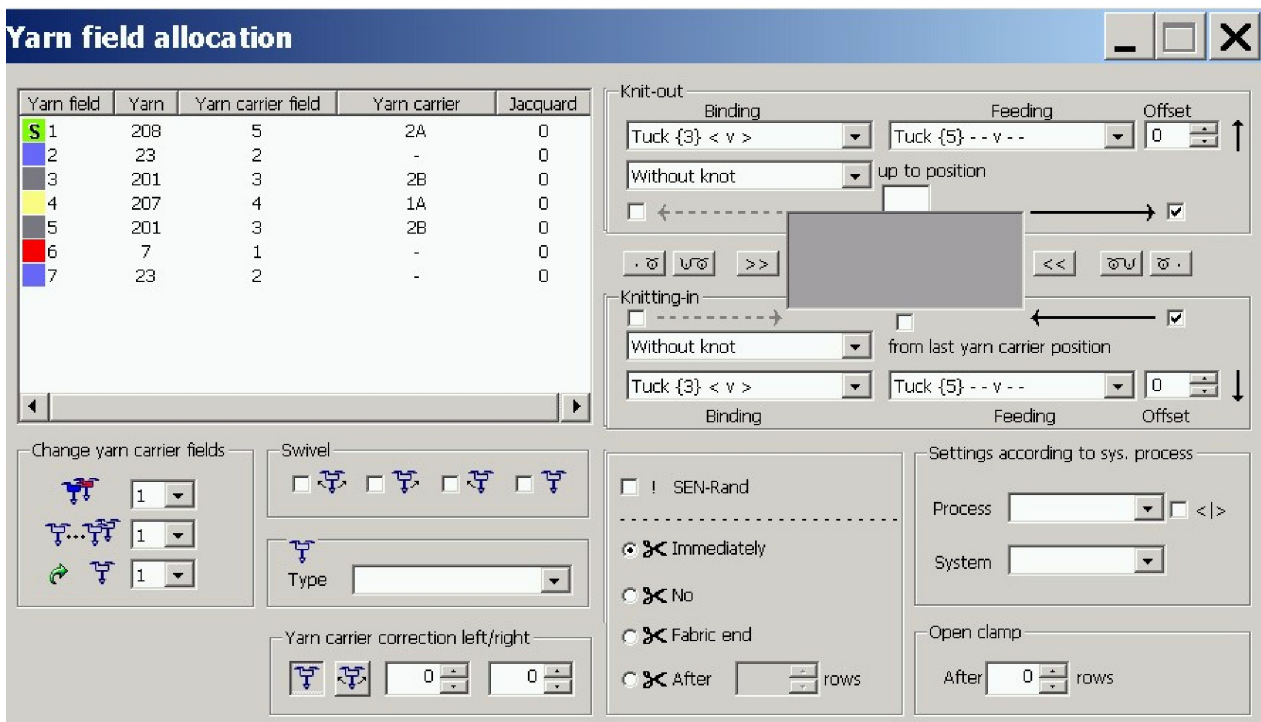 Yarn field allocation
Yarn field Yarn Yarn carrier field Yarn carrier Jacquard
S 1 208 5 2A 0
2 23 2 - 0
3 201 3 2B 0
4 207 4 1A 0
5 201 3 2B 0
6 7 1 - 0
7 23 2 - 0
Knit-out
Binding Feeding Offset
Tuck {3} < v > Tuck {5} - - v - - 0
Without knot up to position
>> <<
Knitting-in
Without knot from last yarn carrier position
Tuck {3} < v > Tuck {5} - - v - - 0
Binding Feeding Offset
Change yarn carrier fields
1
1
1
Swivel
Type
Yarn carrier correction left/right
0 0
! SEN-Rand
Immediately
No
Fabric end
After rows
Settings according to sys. process
Process < | >
System
Open clamp
After 0 rows